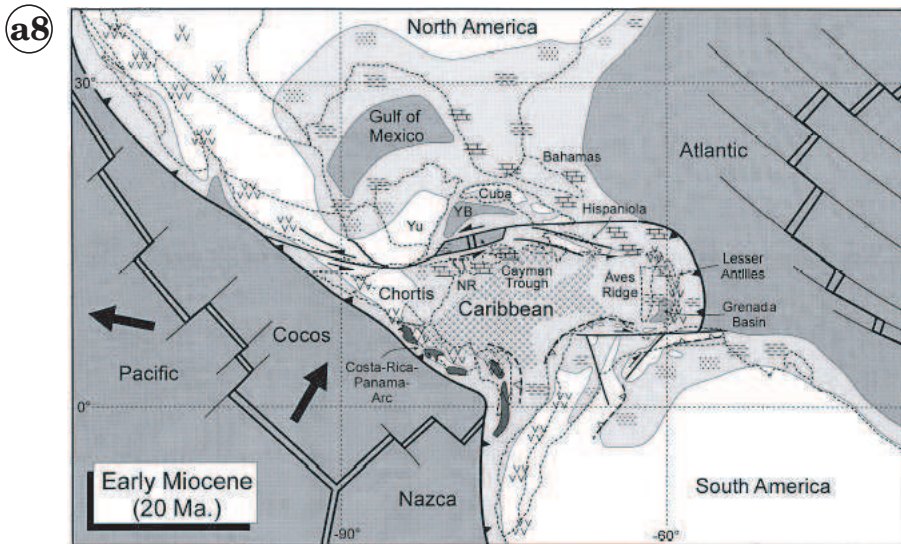 a8
North America
30°
Gulf of
Mexico
Atlantic
Bahamas
Cuba
Hispaniola
YB
Yu
Lesser
Antilles
Cayman
Trough
Aves
Ridge
NR
Chortis
Caribbean
Grenada
Basin
Cocos
Pacific
Costa-Rica-
Panama-
Arc
0°
Early Miocene
(20 Ma.)
Nazca
South America
-90°
-60°